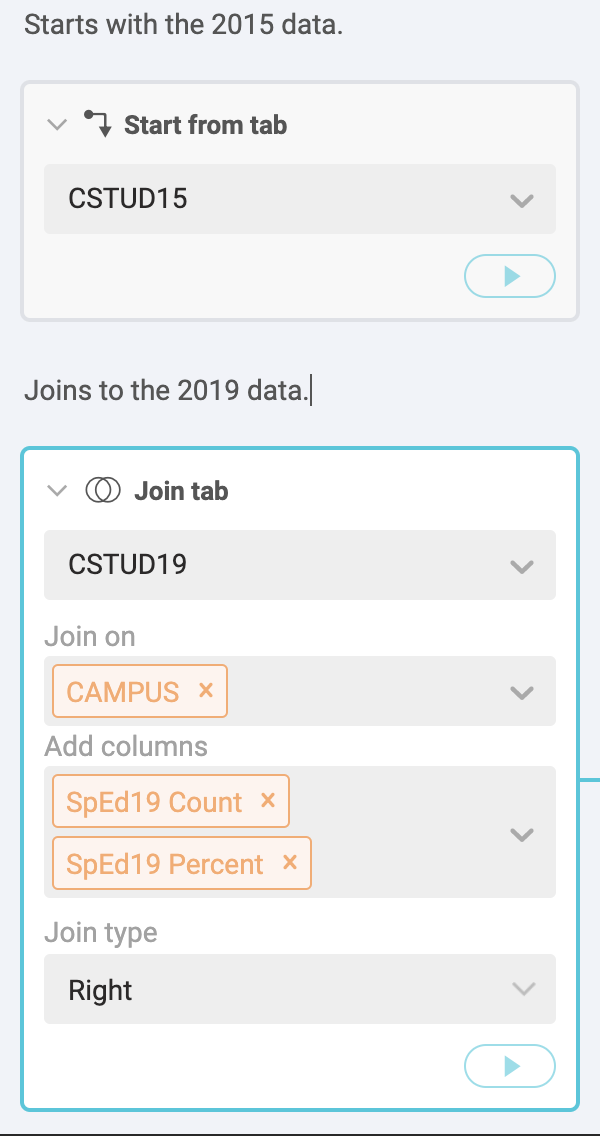 Starts with the 2015 data.
Start from tab
CSTUD15
Joins to the 2019 data.
Join tab
CSTUD19
Join on
CAMPUS ×
Add columns
SpEd19 Count ×
SpEd19 Percent ×
Join type
Right